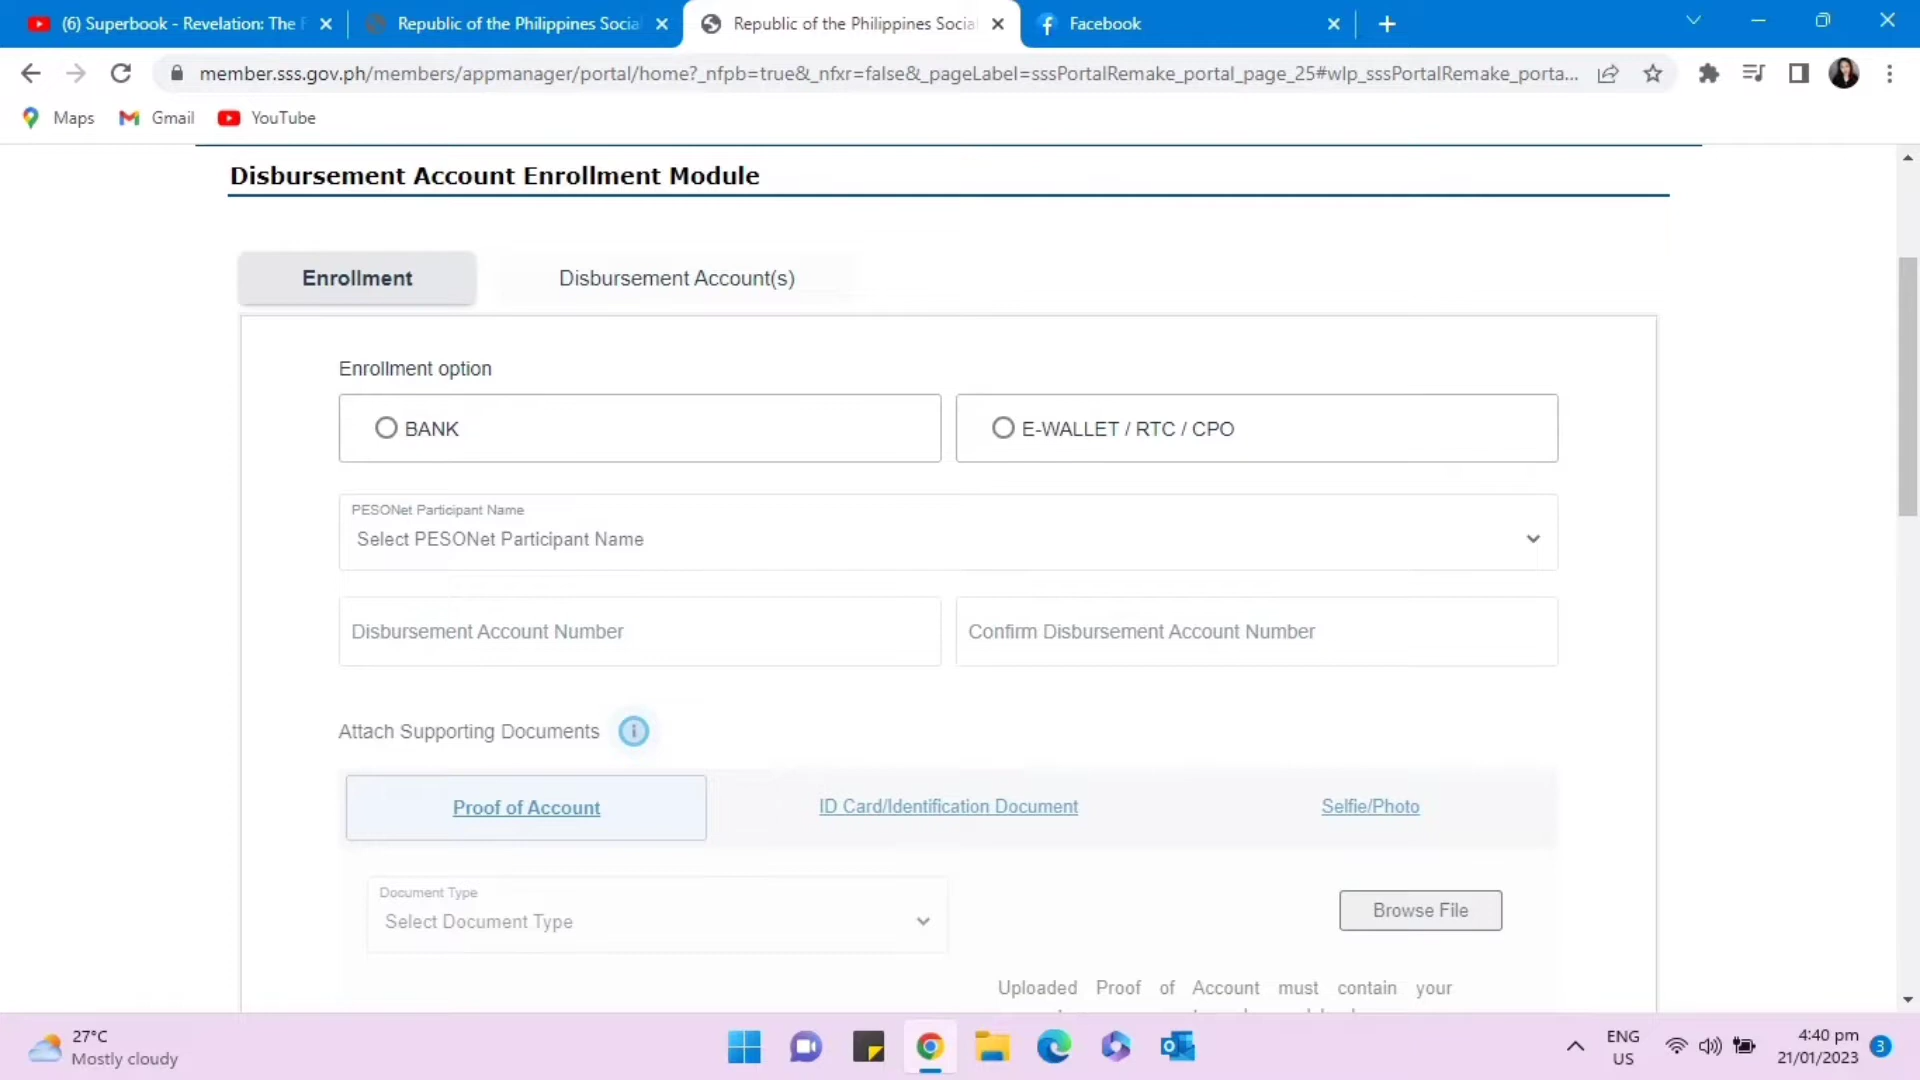 (6) Superbook - Revelation: The F
Republic of the Philippines Socia
Republic of the Philippines Socia
Facebook
member.sss.gov.ph/members/appmanager/portal/home?_nfpb=true&_nfxr=false&_pageLabel=sssPortalRemake_portal_page_25#wlp_sssPortalRemake_porta...
Maps
Gmail
YouTube
Disbursement Account Enrollment Module
Enrollment
Disbursement Account(s)
Enrollment option
BANK
E-WALLET / RTC / CPO
PESONet Participant Name
Select PESONet Participant Name
Disbursement Account Number
Confirm Disbursement Account Number
Attach Supporting Documents
Proof of Account
ID Card/Identification Document
Selfie/Photo
Document Type
Select Document Type
Browse File
Uploaded Proof of Account must contain your
27°C
Mostly cloudy
ENG
US
4:40 pm
21/01/2023
3